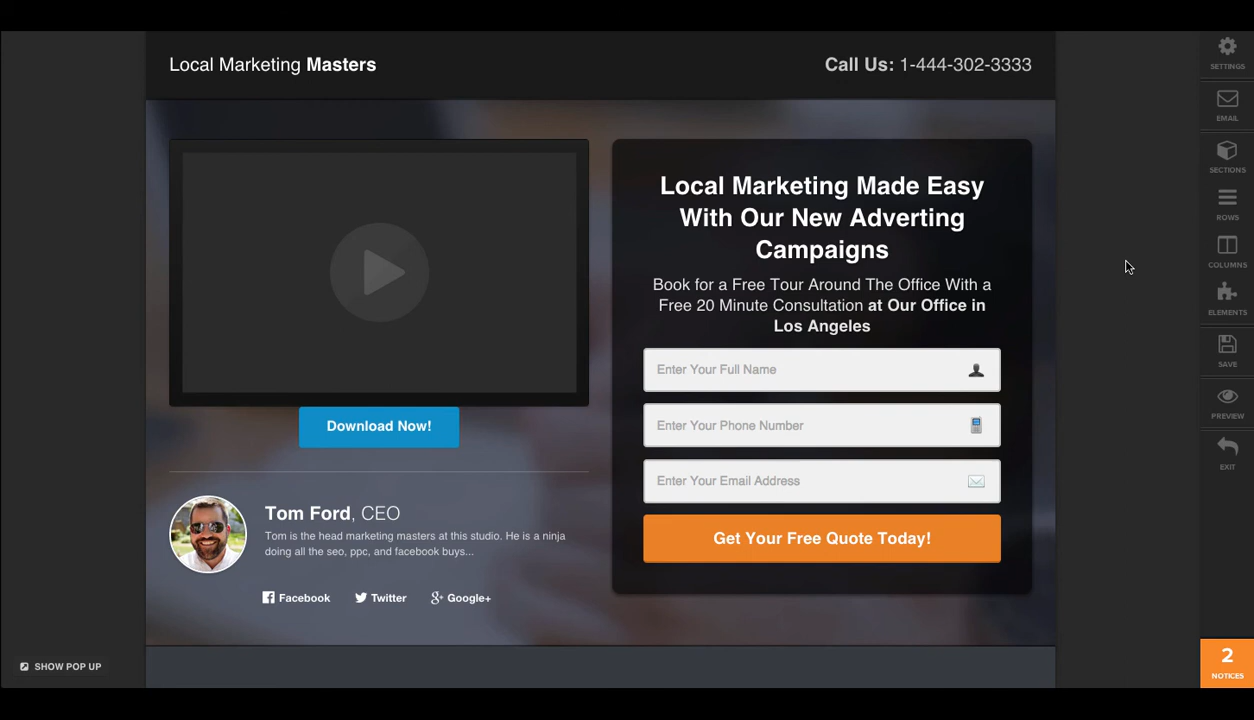 Local Marketing Masters
Call Us: 1-444-302-3333
Local Marketing Made Easy
With Our New Adverting
Campaigns
Book for a Free Tour Around The Office With a
Free 20 Minute Consultation at Our Office in
Los Angeles
Enter Your Full Name
Enter Your Phone Number
Enter Your Email Address
Get Your Free Quote Today!
Download Now!
Tom Ford, CEO
Tom is the head marketing masters at this studio. He is a ninja
doing all the seo, ppc, and facebook buys...
Facebook
Twitter
Google+
SHOW POP UP
SETTINGS
EMAIL
SECTIONS
ROWS
COLUMNS
ELEMENTS
SAVE
PREVIEW
EXIT
2
NOTICES